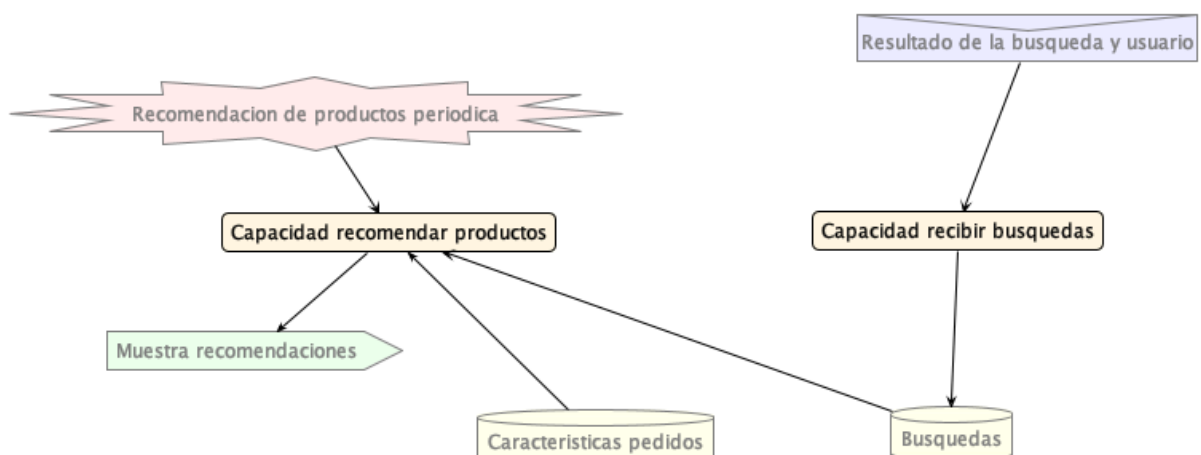 Resultado de la busqueda y usuario
Recomendacion de productos periodica
Capacidad recomendar productos
Capacidad recibir busquedas
Muestra recomendaciones
Caracteristicas pedidos
Busquedas